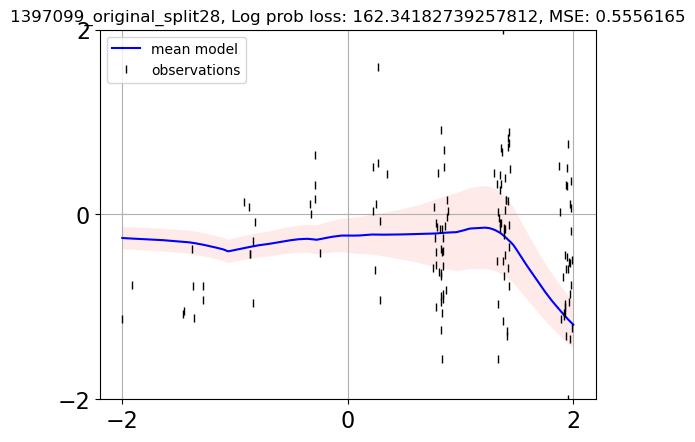 1397099_original_split28, Log prob loss: 162.34182739257812, MSE: 0.5556165
2
mean model
observations
0
−2
−2
0
2